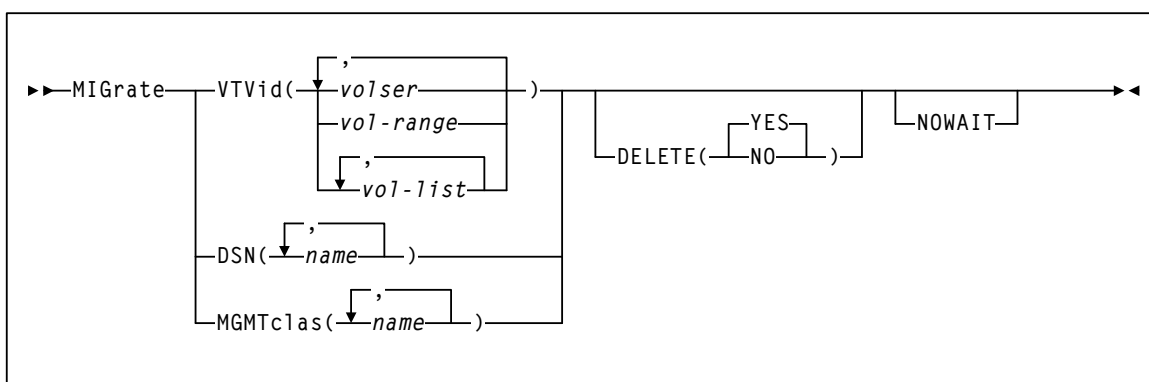 ,
MIGrate VTVid( volser )
vol-range YES NOWAIT
, DELETE( NO )
vol-list
,
DSN( name )
,
MGMTclas( name )